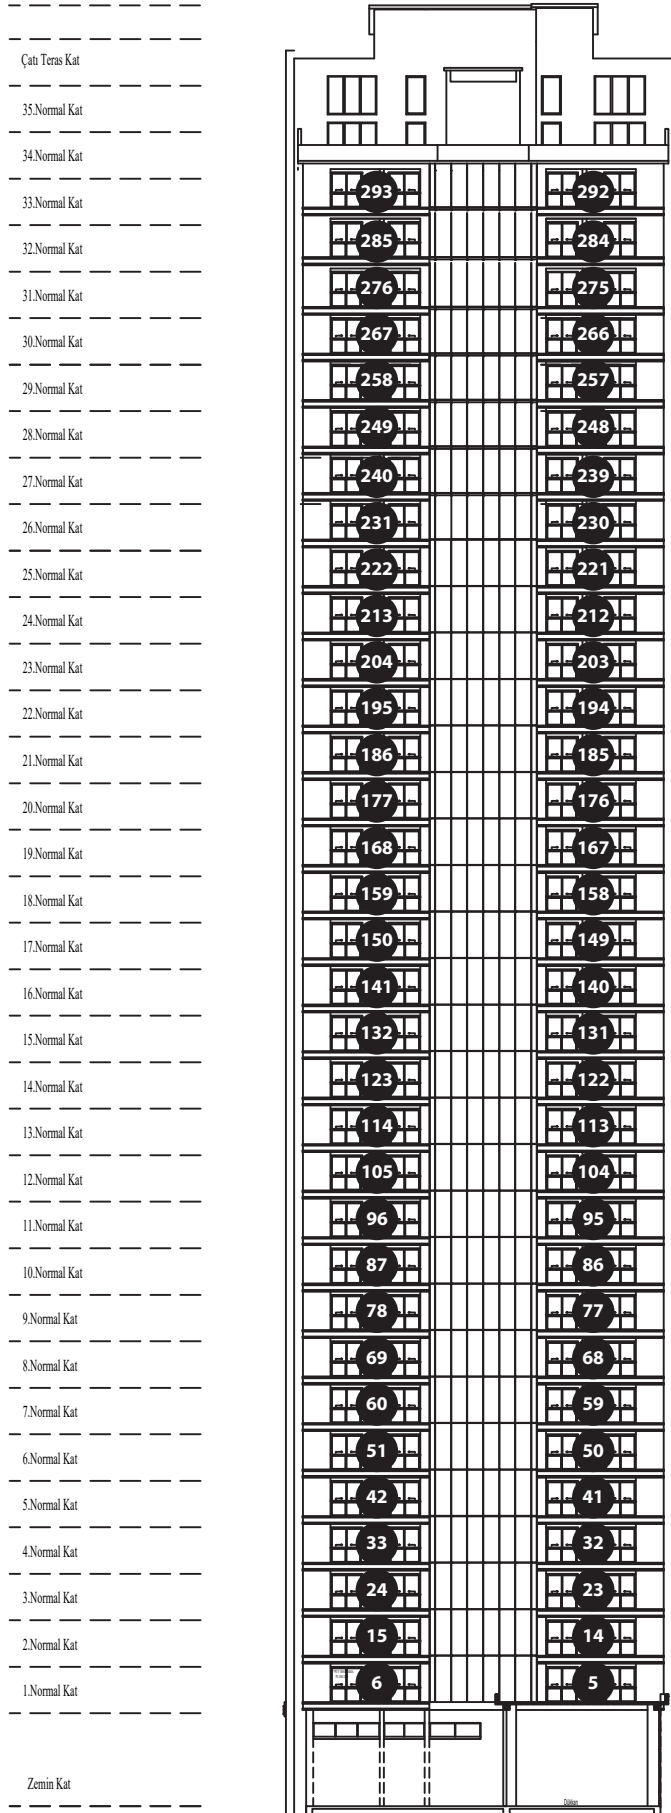 Çatı Teras Kat
35.Normal Kat
34.Normal Kat
33.Normal Kat 293 292
32.Normal Kat 285 284
31.Normal Kat 276 275
30.Normal Kat 267 266
29.Normal Kat 258 257
28.Normal Kat 249 248
27.Normal Kat 240 239
26.Normal Kat 231 230
25.Normal Kat 222 221
24.Normal Kat 213 212
23.Normal Kat 204 203
22.Normal Kat 195 194
21.Normal Kat 186 185
20.Normal Kat 177 176
19.Normal Kat 168 167
18.Normal Kat 159 158
17.Normal Kat 150 149
16.Normal Kat 141 140
15.Normal Kat 132 131
14.Normal Kat 123 122
13.Normal Kat 114 113
12.Normal Kat 105 104
11.Normal Kat 96 95
10.Normal Kat 87 86
9.Normal Kat 78 77
8.Normal Kat 69 68
7.Normal Kat 60 59
6.Normal Kat 51 50
5.Normal Kat 42 41
4.Normal Kat 33 32
3.Normal Kat 24 23
2.Normal Kat 15 14
1.Normal Kat 6 5
Zemin Kat
Dükkan